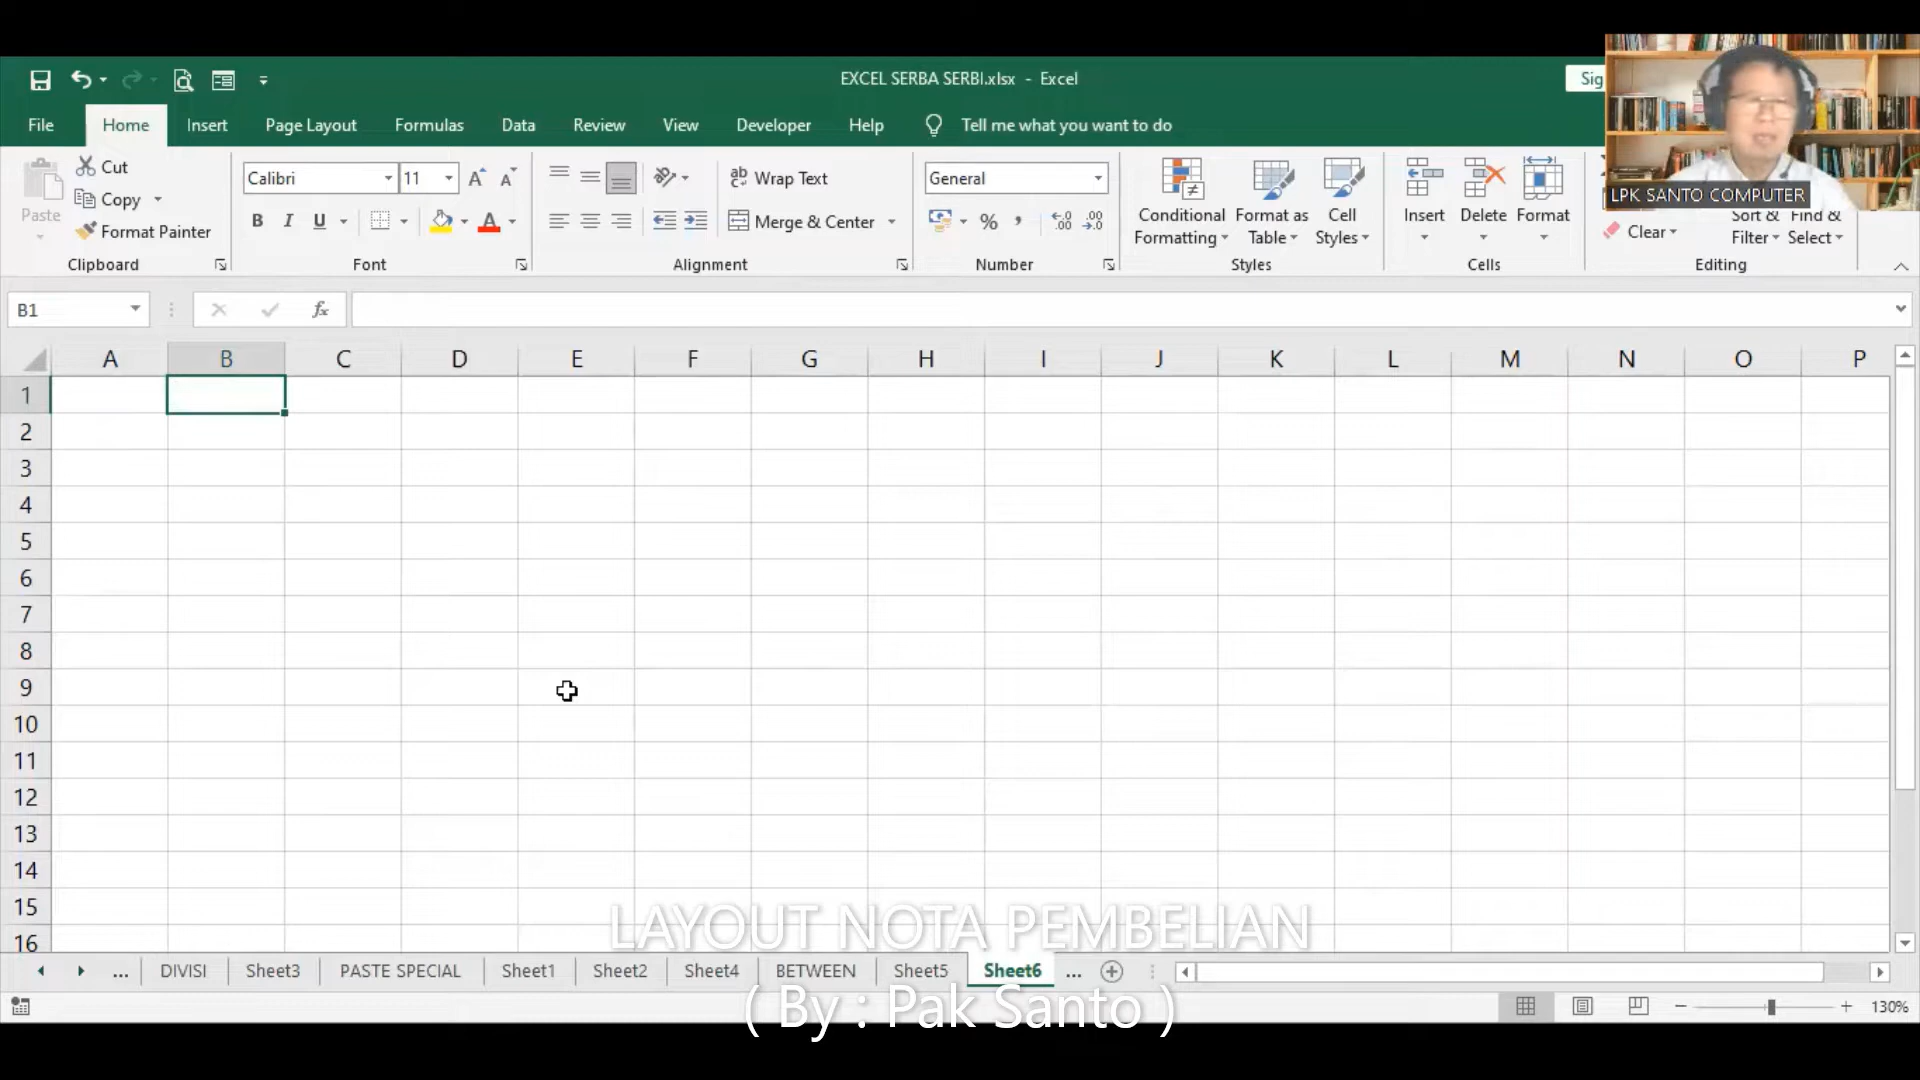 EXCEL SERBA SERBI.xlsx - Excel
Sig
File Home Insert Page Layout Formulas Data Review View Developer Help Tell me what you want to do
LPK SANTO COMPUTER
Paste
Cut
Copy
Format Painter
Clipboard
Calibri 11
B I U
Font
Wrap Text
Merge & Center
Alignment
General
%
Number
Conditional Formatting
Format as Table
Cell Styles
Styles
Insert Delete Format
Cells
Clear
Sort & Filter
Find & Select
Editing
B1 fx
A B C D E F G H I J K L M N O P
1
2
3
4
5
6
7
8
9
10
11
12
13
14
15
16
LAYOUT NOTA PEMBELIAN
... DIVISI Sheet3 PASTE SPECIAL Sheet1 Sheet2 Sheet4 BETWEEN Sheet5 Sheet6 ...
( By : Pak Santo )
130%